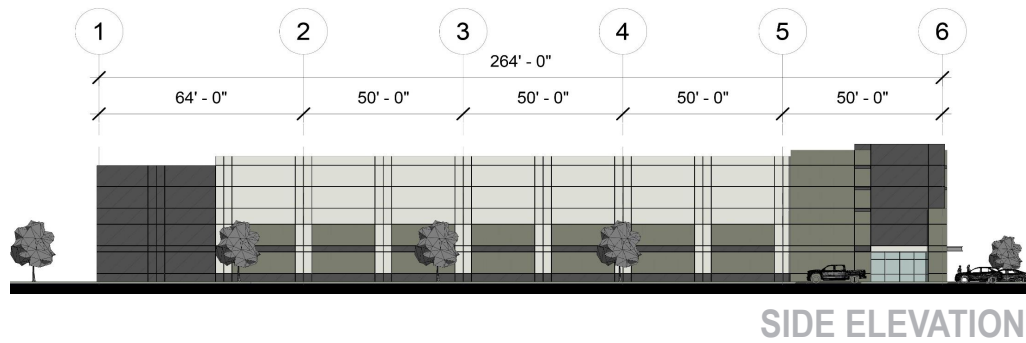 1 2 3 4 5 6
264' - 0"
64' - 0" 50' - 0" 50' - 0" 50' - 0" 50' - 0"
SIDE ELEVATION